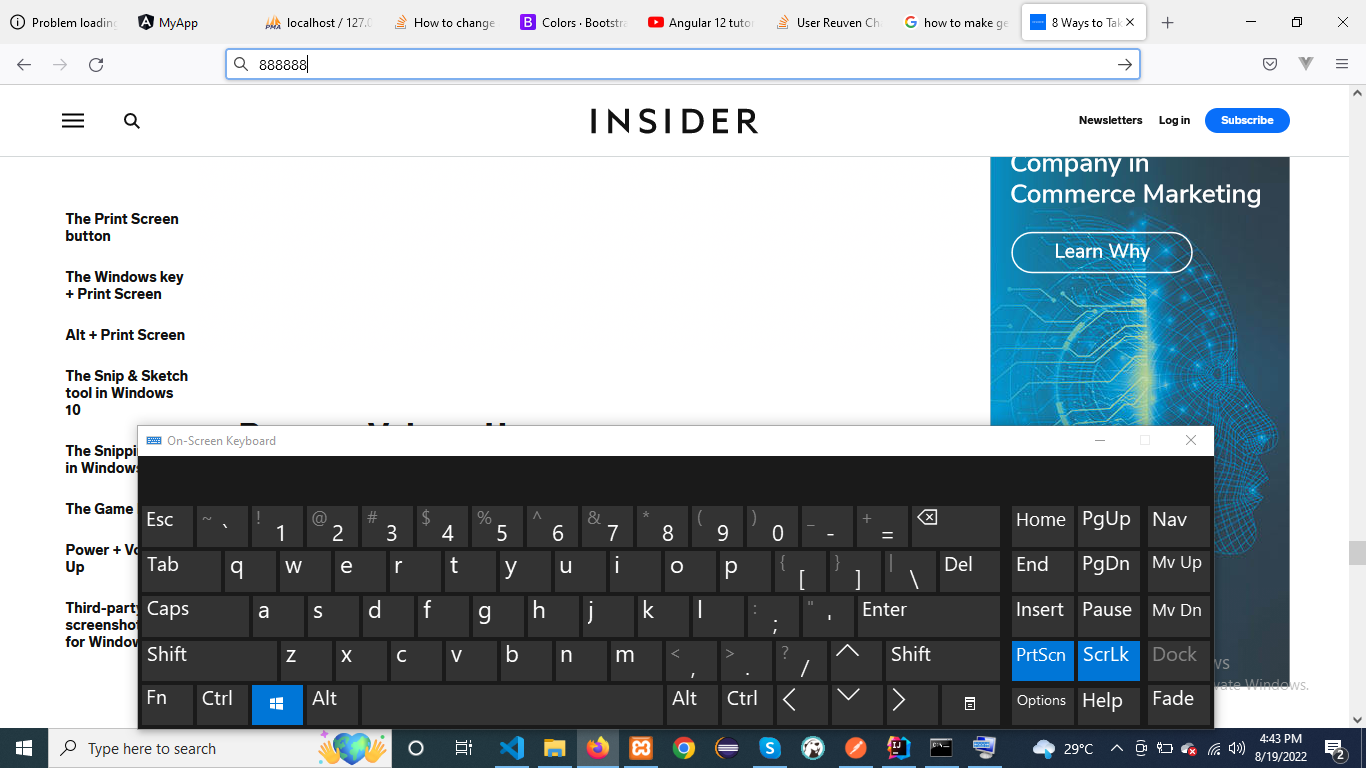 Problem loading
MyApp
localhost / 127.0
How to change
Colors · Bootstra
Angular 12 tutor
User Reuven Cha
how to make ge
8 Ways to Tak
888888
INSIDER
Newsletters
Log in
Subscribe
Company in
Commerce Marketing
Learn Why
The Print Screen
button
The Windows key
+ Print Screen
Alt + Print Screen
The Snip & Sketch
tool in Windows
10
The Snippi
in Windows
The Game
Power + Vo
Up
Third-party
screenshot
for Window
On-Screen Keyboard
Esc ~ ` ! 1 @ 2 # 3 $ 4 % 5 ^ 6 & 7 * 8 ( 9 ) 0 _ - + = Home PgUp Nav
Tab q w e r t y u i o p { [ } ] | \ Del End PgDn Mv Up
Caps a s d f g h j k l : ; " ' Enter Insert Pause Mv Dn
Shift z x c v b n m < , > . ? / Shift PrtScn ScrLk Dock
Fn Ctrl Alt Alt Ctrl Options Help Fade
vate Windows.
Type here to search
29°C
4:43 PM
8/19/2022
2